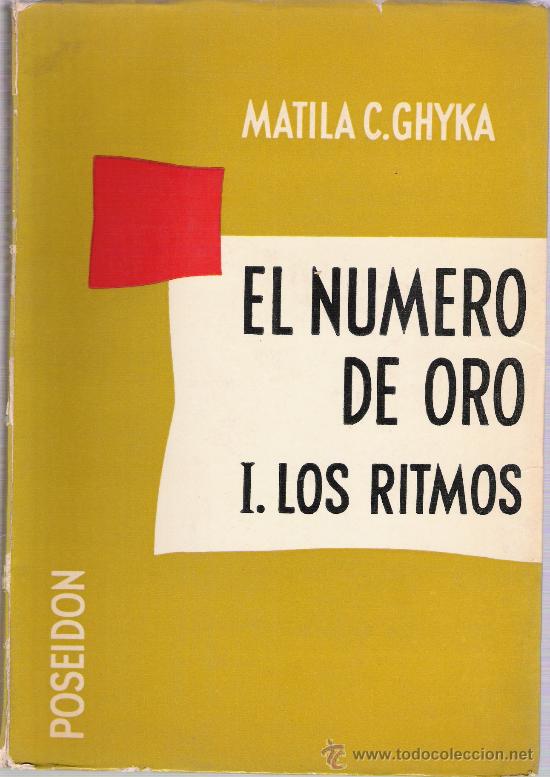 MATILA C. GHYKA
EL NUMERO
DE ORO
I. LOS RITMOS
POSEIDON
www.todocoleccion.net